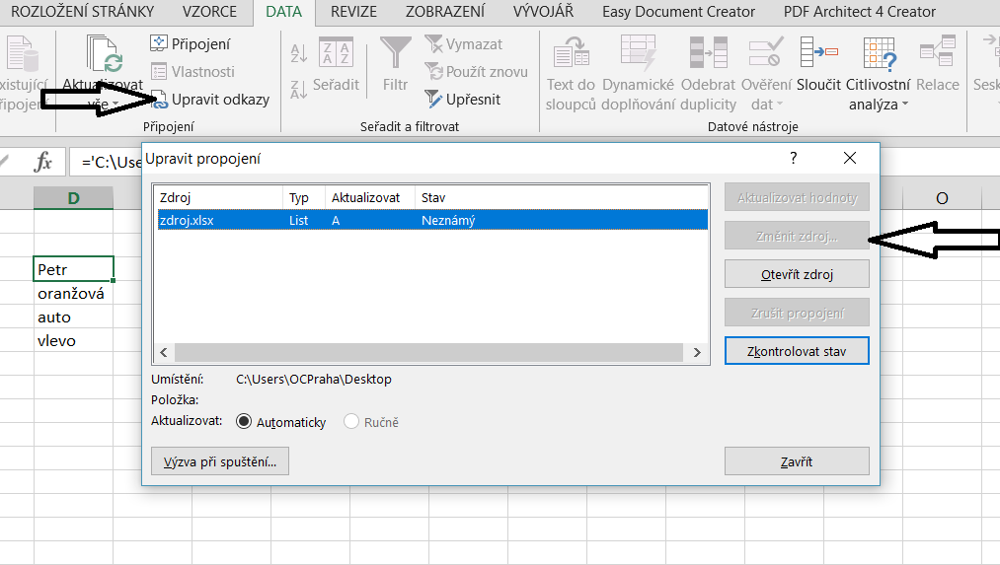 ROZLOŽENÍ STRÁNKY VZORCE DATA REVIZE ZOBRAZENÍ VÝVOJÁŘ Easy Document Creator PDF Architect 4 Creator
Aktualizovat
vše
Připojení
Vlastnosti
Upravit odkazy
Připojení
Seřadit
Filtr
Vymazat
Použít znovu
Upřesnit
Seřadit a filtrovat
Text do
sloupců
Dynamické
doplňování
Odebrat
duplicity
Ověření
dat
Sloučit
Citlivostní
analýza
Relace
Datové nástroje
fx
='C:\Use
D
O
Petr
oranžová
auto
vlevo
Upravit propojení ? ×
Zdroj Typ Aktualizovat Stav
zdroj.xlsx List A Neznámý
Aktualizovat hodnoty
Změnit zdroj...
Otevřít zdroj
Zrušit propojení
Zkontrolovat stav
Umístění: C:\Users\OCPraha\Desktop
Položka:
Aktualizovat: Automaticky Ručně
Výzva při spuštění...
Zavřít